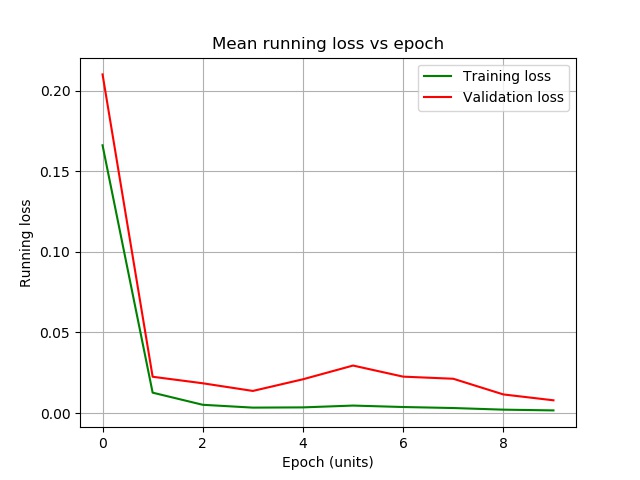 Mean running loss vs epoch
Training loss
Validation loss
0.20
0.15
0.10
0.05
0.00
Running loss
0 2 4 6 8
Epoch (units)